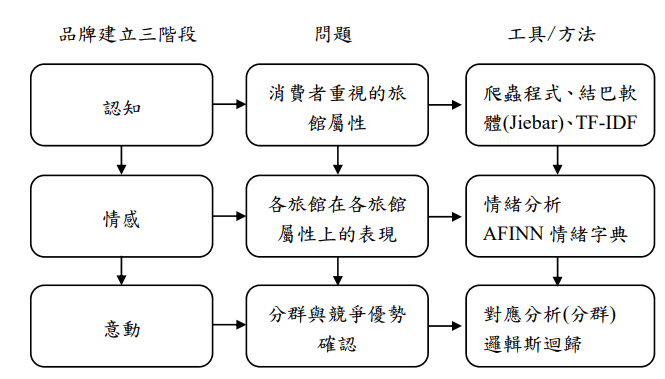 品牌建立三階段
問題
工具/方法
認知
消費者重視的旅
館屬性
爬蟲程式、結巴軟
體(Jiebar)、TF-IDF
情感
各旅館在各旅館
屬性上的表現
情緒分析
AFINN 情緒字典
意動
分群與競爭優勢
確認
對應分析(分群)
邏輯斯迴歸